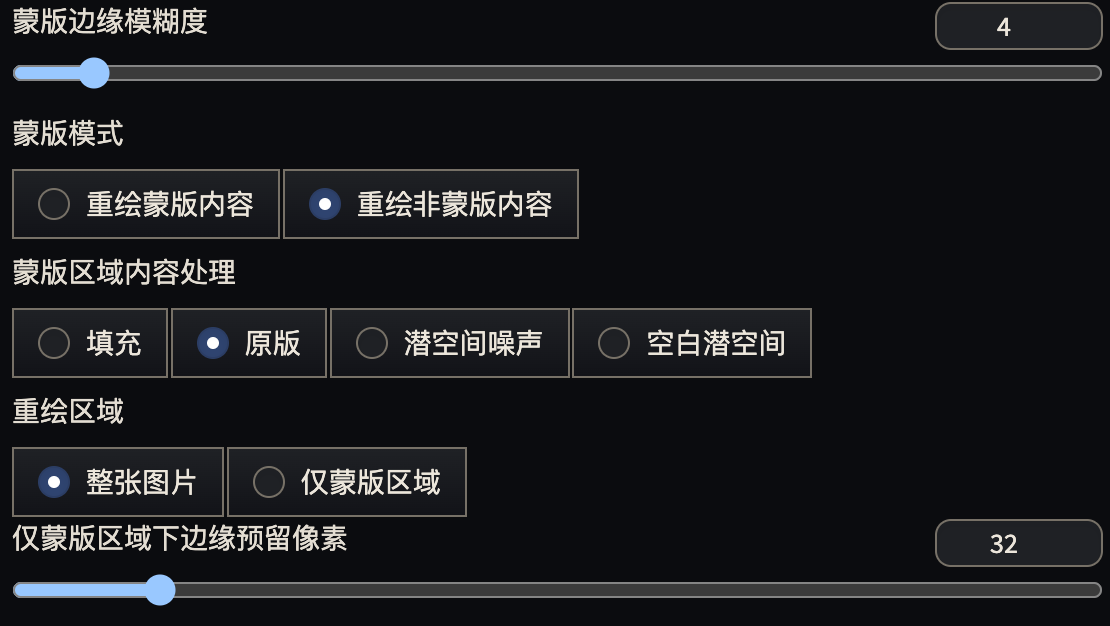 蒙版边缘模糊度 4
蒙版模式
重绘蒙版内容 重绘非蒙版内容
蒙版区域内容处理
填充 原版 潜空间噪声 空白潜空间
重绘区域
整张图片 仅蒙版区域
仅蒙版区域下边缘预留像素 32